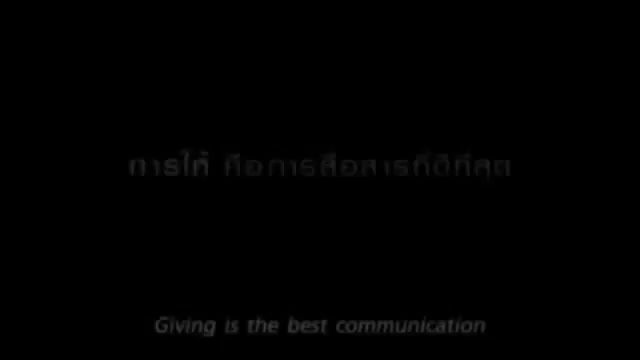 การให้ คือการสื่อสารที่ดีที่สุด
Giving is the best communication